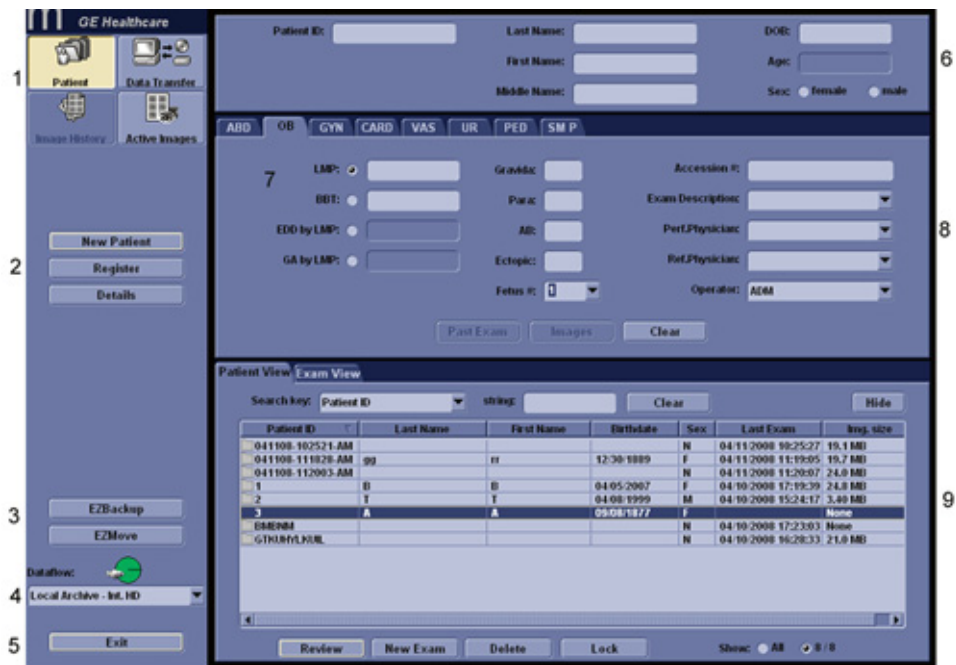 GE Healthcare
1
Patient
Data Transfer
Image History
Active Images
2
New Patient
Register
Details
3
EZBackup
EZMove
Dataflow:
4
Local Archive - Int. HD
5
Exit
Patient ID:
Last Name:
DOB:
First Name:
Age:
Middle Name:
Sex: female male
6
ABD OB GYN CARD VAS UR PED SM P
7
LMP:
Gravida:
Accession #:
BBT:
Para:
Exam Description:
EDD by LMP:
AB:
Perf.Physician:
8
GA by LMP:
Ectopic:
Ref.Physician:
Fetus #: 1
Operator: ADM
Past Exam Images Clear
Patient View Exam View
Search key: Patient ID string: Clear Hide
Patient ID Last Name First Name Birthdate Sex Last Exam Img. size
041108-102521-AM N 04/11/2008 10:25:27 19.1 MB
041108-111828-AM gg rr 12/30/1889 F 04/11/2008 11:19:05 19.7 MB
041108-112003-AM N 04/11/2008 11:20:07 24.0 MB
1 B B 04/05/2007 F 04/10/2008 17:19:39 24.8 MB
2 T T 04/08/1999 M 04/10/2008 15:24:17 3.40 MB
3 A A 09/08/1877 F None
BMBNM N 04/10/2008 17:23:03 None
GTKUHYLKUIL N 04/10/2008 16:28:33 21.0 MB
9
Review New Exam Delete Lock Show: All 8 / 8